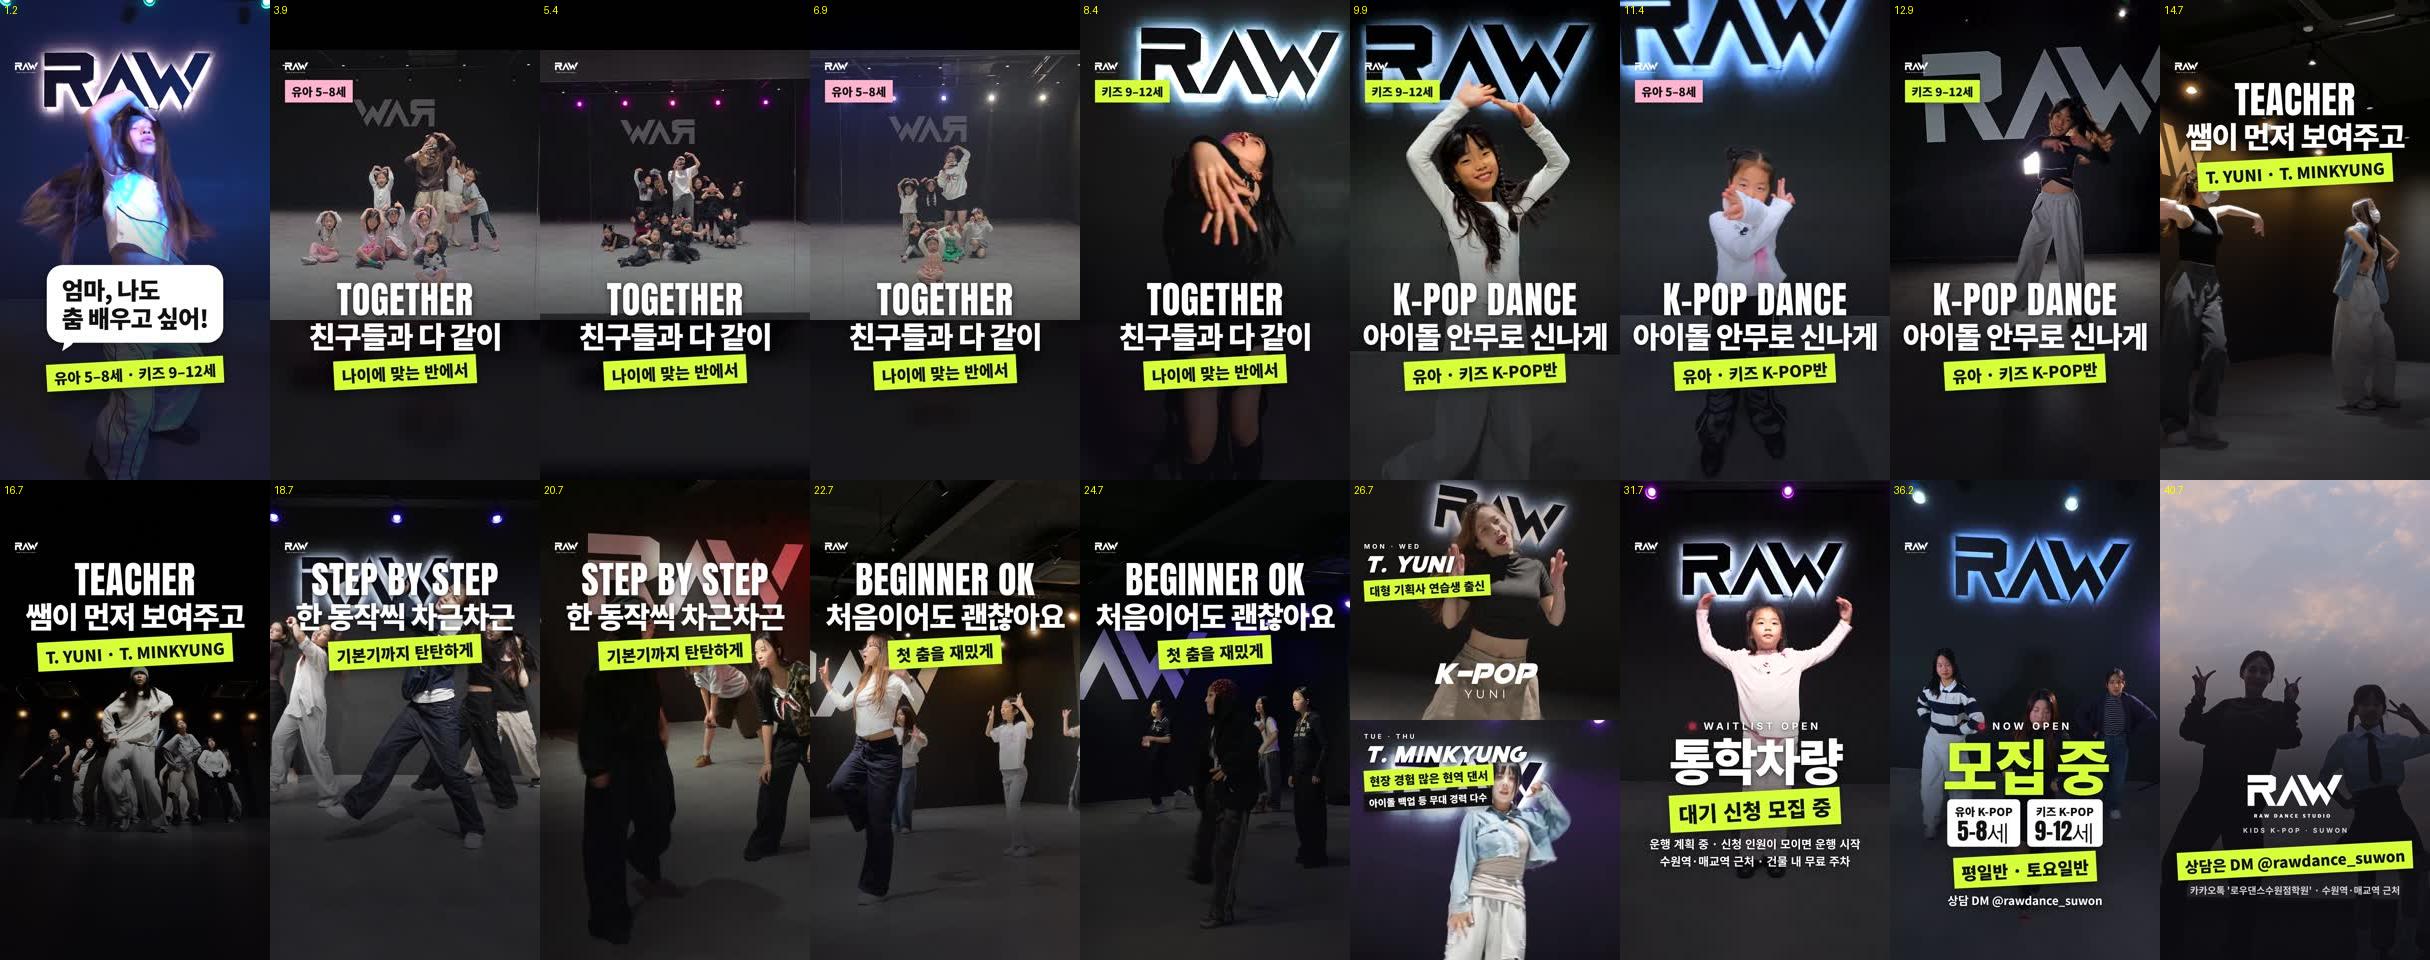 1.2
RAW
RAW
엄마, 나도
춤 배우고 싶어!
유아 5-8세 · 키즈 9-12세
3.9
RAW
유아 5-8세
RAW
TOGETHER
친구들과 다 같이
나이에 맞는 반에서
5.4
RAW
RAW
TOGETHER
친구들과 다 같이
나이에 맞는 반에서
6.9
RAW
유아 5-8세
RAW
TOGETHER
친구들과 다 같이
나이에 맞는 반에서
8.4
RAW
RAW
키즈 9-12세
TOGETHER
친구들과 다 같이
나이에 맞는 반에서
9.9
RAW
RAW
키즈 9-12세
K-POP DANCE
아이돌 안무로 신나게
유아 · 키즈 K-POP반
11.4
RAW
RAW
유아 5-8세
K-POP DANCE
아이돌 안무로 신나게
유아 · 키즈 K-POP반
12.9
RAW
키즈 9-12세
RAW
K-POP DANCE
아이돌 안무로 신나게
유아 · 키즈 K-POP반
14.7
RAW
TEACHER
쌤이 먼저 보여주고
T. YUNI · T. MINKYUNG
16.7
RAW
TEACHER
쌤이 먼저 보여주고
T. YUNI · T. MINKYUNG
18.7
RAW
RAW
STEP BY STEP
한 동작씩 차근차근
기본기까지 탄탄하게
20.7
RAW
RAW
STEP BY STEP
한 동작씩 차근차근
기본기까지 탄탄하게
22.7
RAW
BEGINNER OK
처음이어도 괜찮아요
첫 춤을 재밌게
24.7
RAW
BEGINNER OK
처음이어도 괜찮아요
첫 춤을 재밌게
26.7
RAW
MON · WED
T. YUNI
대형 기획사 연습생 출신
K-POP
YUNI
TUE · THU
T. MINKYUNG
현장 경험 많은 현역 댄서
아이돌 백업 등 무대 경력 다수
31.7
RAW
RAW
WAITLIST OPEN
통학차량
대기 신청 모집 중
운행 계획 중 · 신청 인원이 모이면 운행 시작
수원역·매교역 근처 · 건물 내 무료 주차
36.2
RAW
RAW
NOW OPEN
모집 중
유아 K-POP
5-8세
키즈 K-POP
9-12세
평일반 · 토요일반
상담 DM @rawdance_suwon
40.7
RAW
RAW DANCE STUDIO
KIDS K-POP · SUWON
상담은 DM @rawdance_suwon
카카오톡 '로우댄스수원점학원' · 수원역·매교역 근처